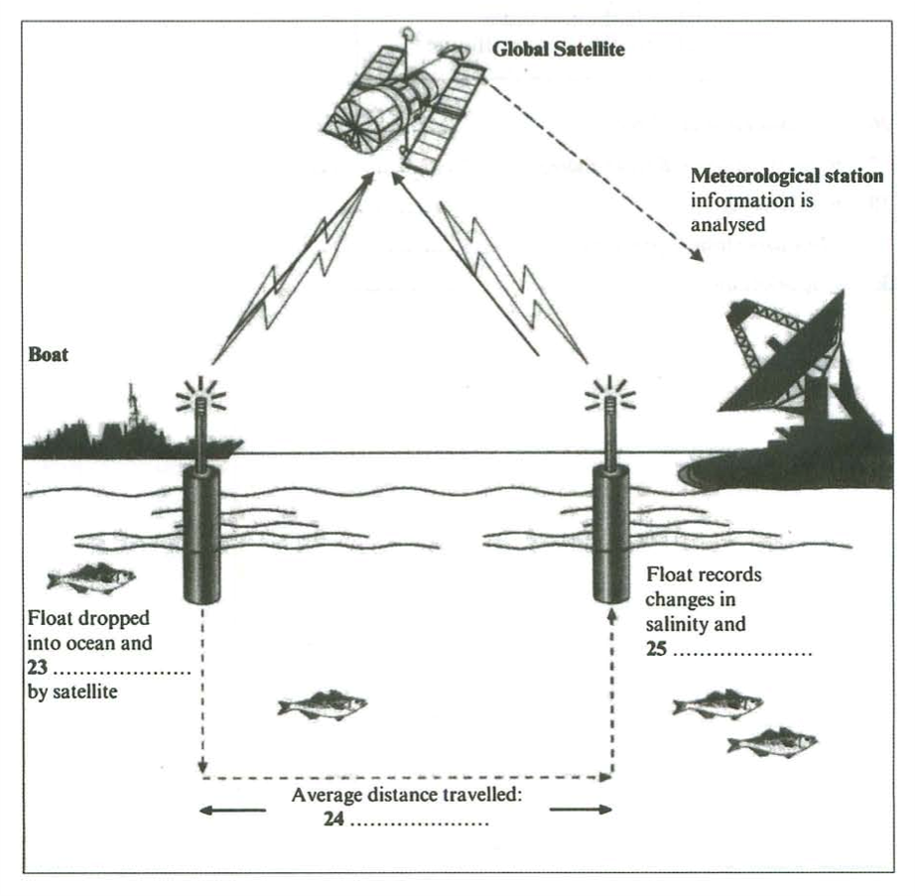 Global Satellite
Meteorological station
information is
analysed
Boat
Float dropped
into ocean and
23 .....................
by satellite
Float records
changes in
salinity and
25 .....................
Average distance travelled:
24 .....................